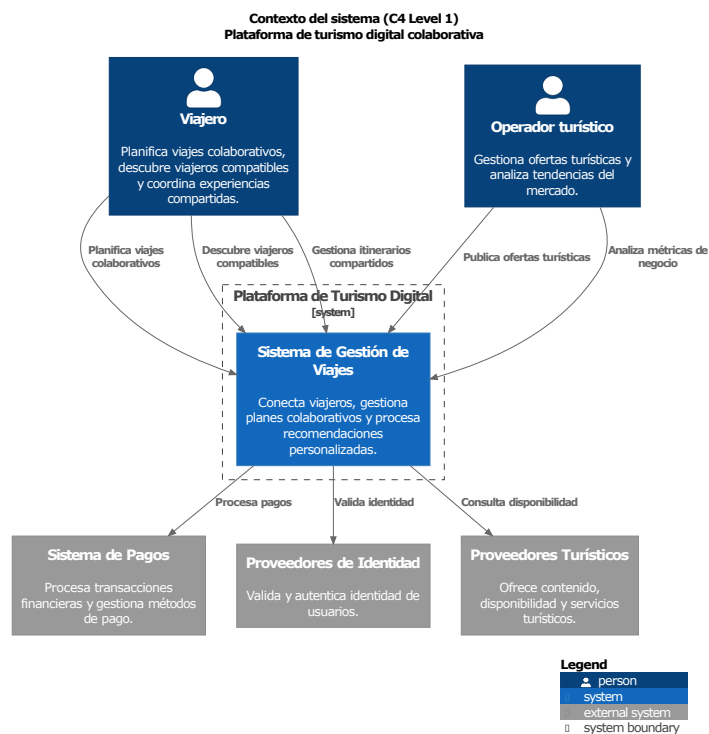 Contexto del sistema (C4 Level 1)
Plataforma de turismo digital colaborativa
Viajero
Planifica viajes colaborativos,
descubre viajeros compatibles
y coordina experiencias
compartidas.
Operador turístico
Gestiona ofertas turísticas y
analiza tendencias del
mercado.
Planifica viajes
colaborativos
Descubre viajeros
compatibles
Gestiona itinerarios
compartidos
Publica ofertas turísticas
Analiza métricas de
negocio
Plataforma de Turismo Digital
[system]
Sistema de Gestión de
Viajes
Conecta viajeros, gestiona
planes colaborativos y procesa
recomendaciones
personalizadas.
Procesa pagos
Valida identidad
Consulta disponibilidad
Sistema de Pagos
Procesa transacciones
financieras y gestiona métodos
de pago.
Proveedores de Identidad
Valida y autentica identidad de
usuarios.
Proveedores Turísticos
Ofrece contenido,
disponibilidad y servicios
turísticos.
Legend
person
system
external system
system boundary